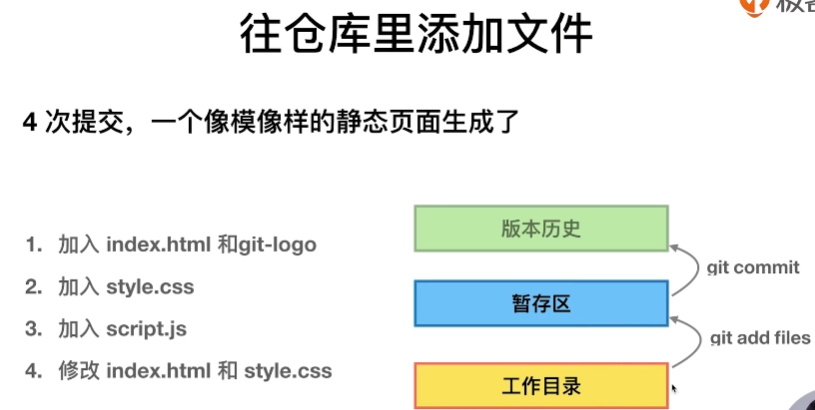 往仓库里添加文件
4 次提交，一个像模像样的静态页面生成了
1. 加入 index.html 和git-logo
2. 加入 style.css
3. 加入 script.js
4. 修改 index.html 和 style.css
版本历史
git commit
暂存区
git add files
工作目录